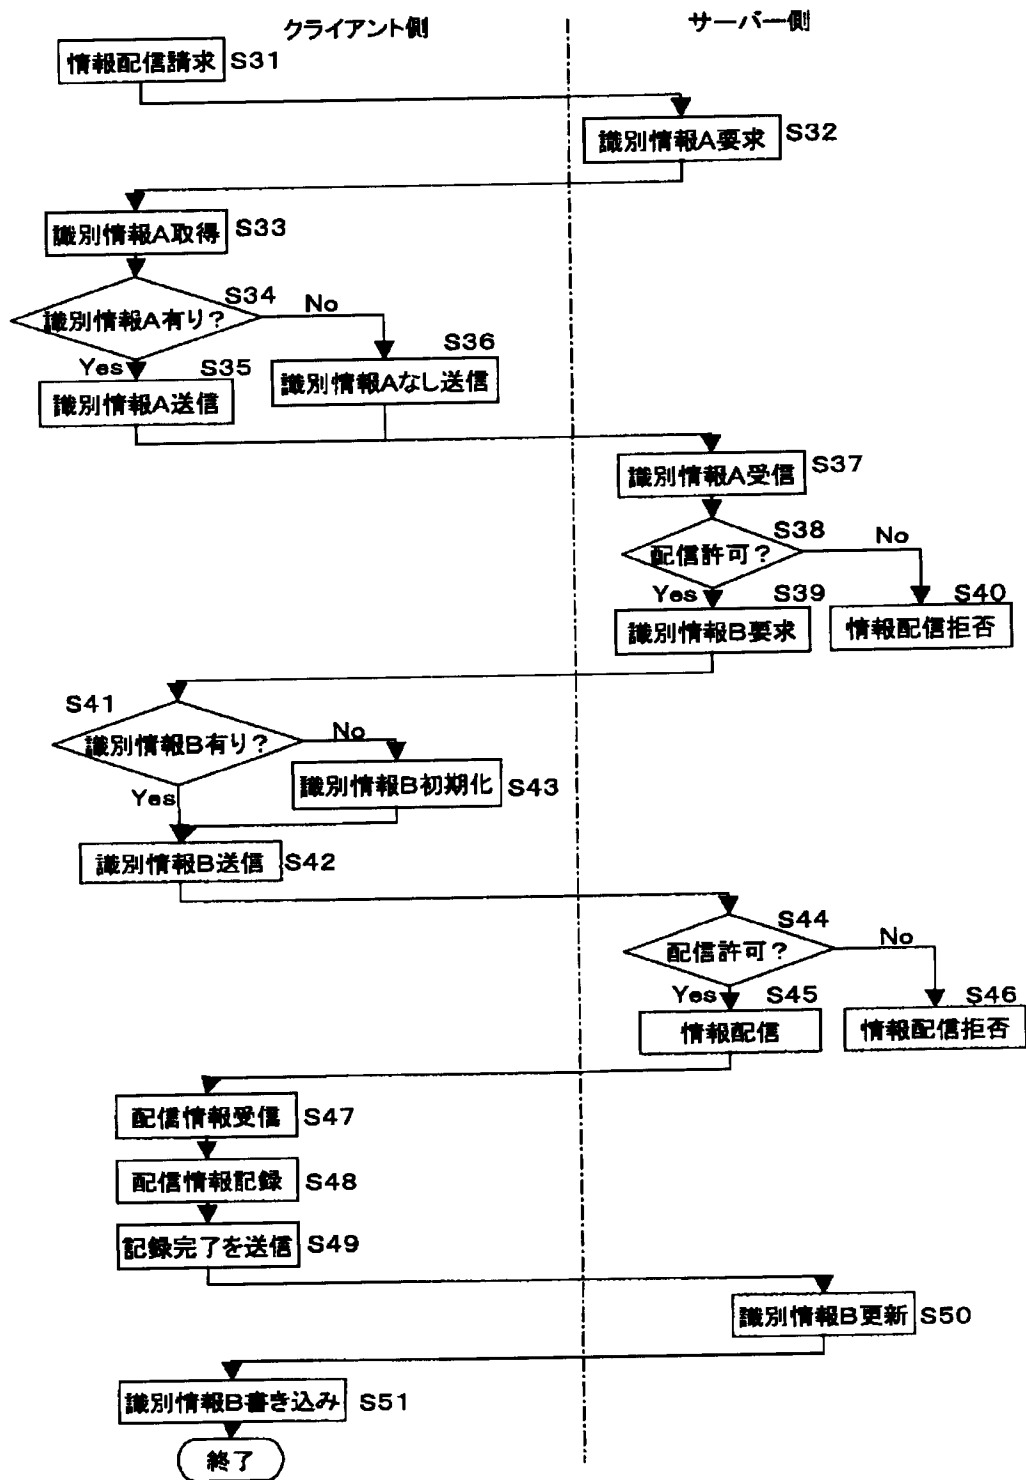 クライアント側
サーバー側
情報配信請求 S31
識別情報A要求 S32
識別情報A取得 S33
S34
識別情報A有り？
No
Yes
S35
S36
識別情報A送信
識別情報Aなし送信
識別情報A受信 S37
S38
配信許可？
No
Yes
S39
S40
識別情報B要求
情報配信拒否
S41
識別情報B有り？
No
Yes
識別情報B初期化 S43
識別情報B送信 S42
S44
配信許可？
No
Yes
S45
S46
情報配信
情報配信拒否
配信情報受信 S47
配信情報記録 S48
記録完了を送信 S49
識別情報B更新 S50
識別情報B書き込み S51
終了